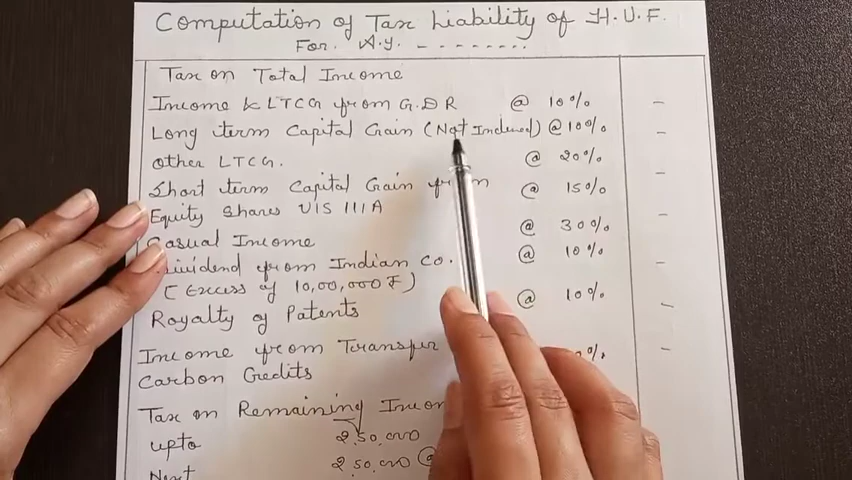 Computation of Tax Liability of H.U.F.
For. A.y. - - - - - - - -
Tax on Total Income
Income & LTCG from G.D.R @ 10%
Long term Capital Gain (Not Indexed) @ 10%
Other LTCG. @ 20%
Short term Capital Gain from @ 15%
Equity Shares U/S 111A
Casual Income @ 30%
Dividend from Indian Co. @ 10%
(Excess of 10,00,000 ₹)
Royalty of Patents @ 10%
Income from Transfer 0%
Carbon Credits
Tax on Remaining Incom
upto 2,50,000
Next 2,50,000 @